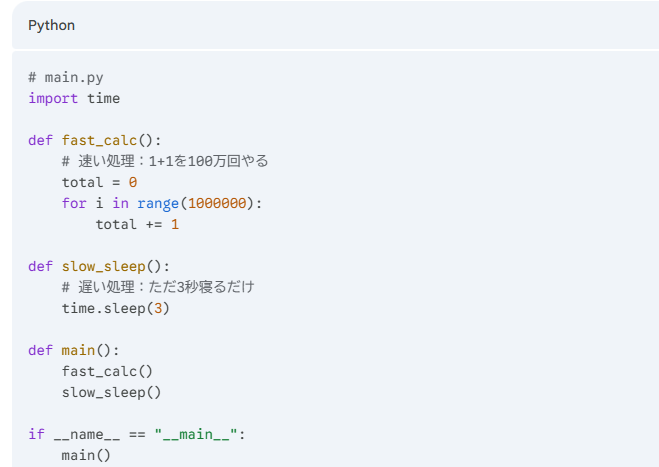 Python
# main.py
import time
def fast_calc():
    # 速い処理：1+1を100万回やる
    total = 0
    for i in range(1000000):
        total += 1
def slow_sleep():
    # 遅い処理：ただ3秒寝るだけ
    time.sleep(3)
def main():
    fast_calc()
    slow_sleep()
if __name__ == "__main__":
    main()